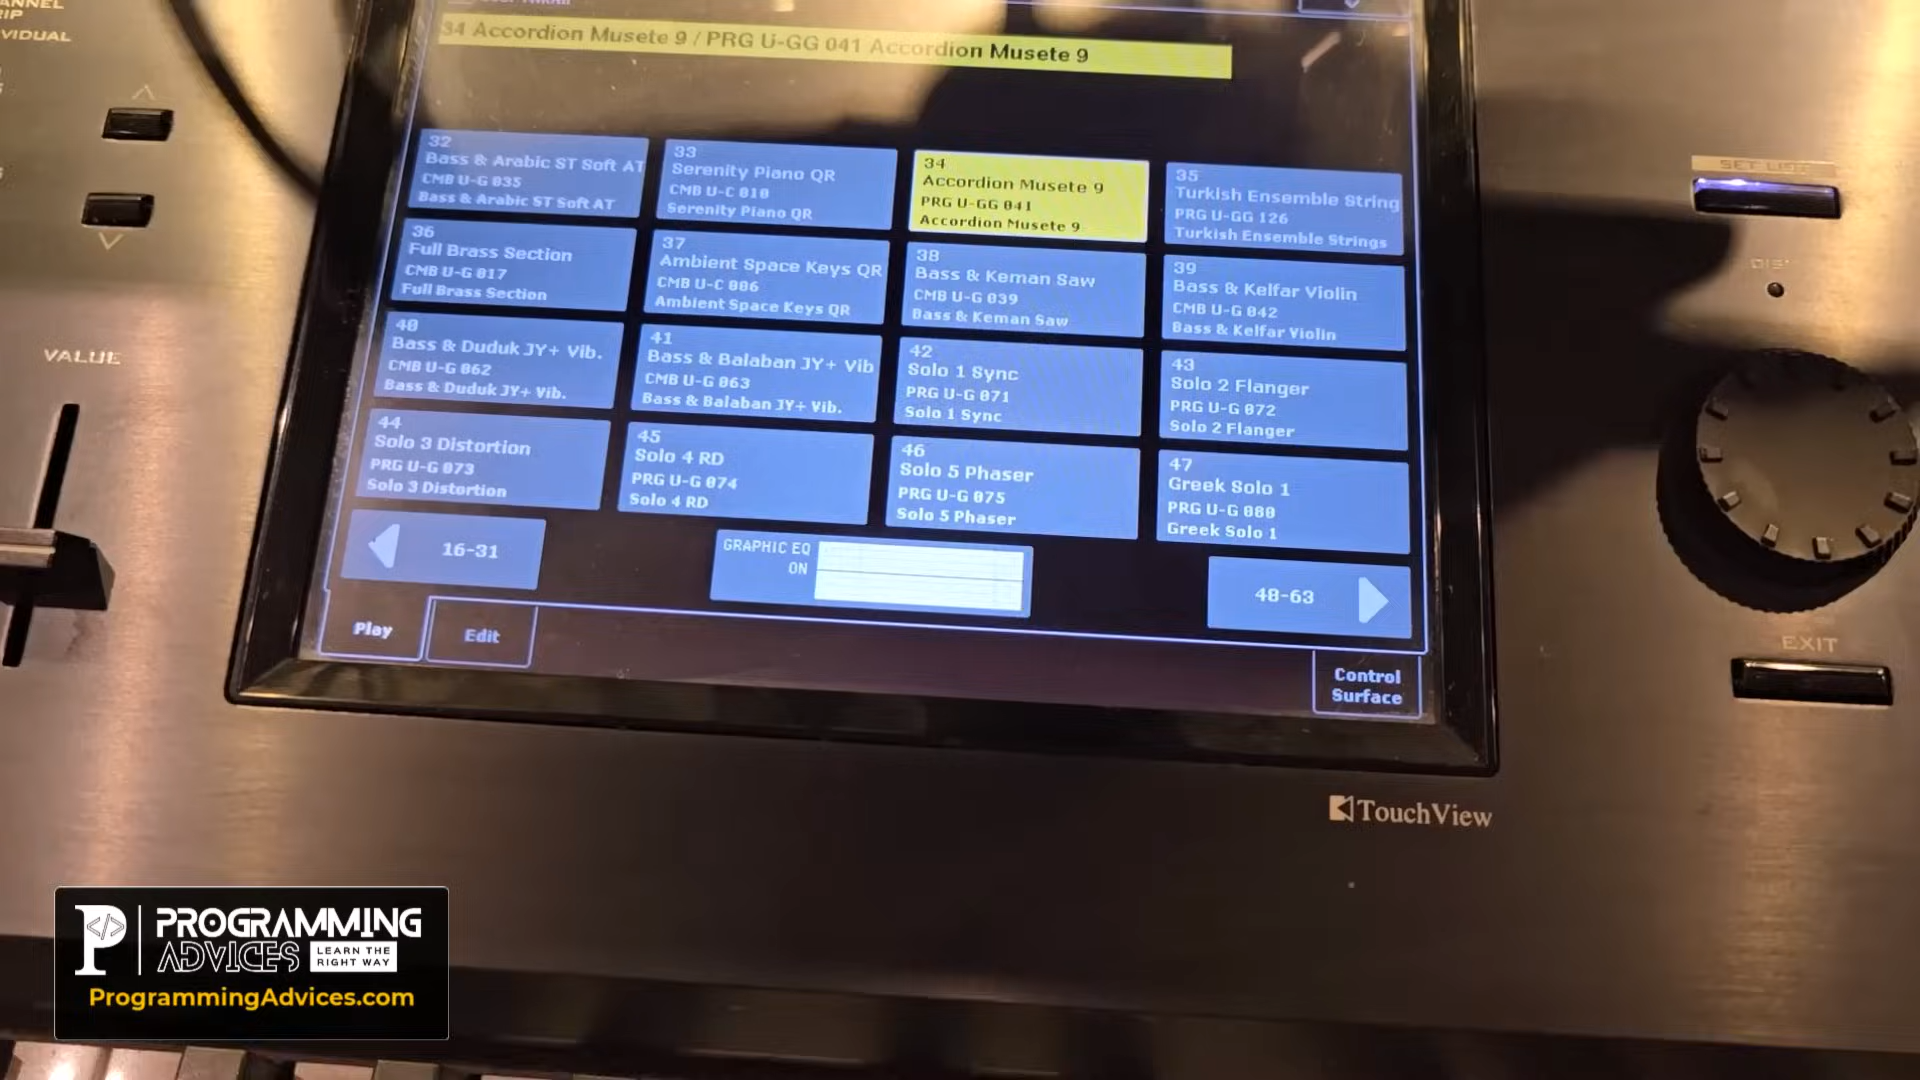 VIDUAL
34 Accordion Musete 9 / PRG U-GG 041 Accordion Musete 9
32
Bass & Arabic ST Soft AT
CMB U-G 035
Bass & Arabic ST Soft AT
33
Serenity Piano QR
CMB U-C 010
Serenity Piano QR
34
Accordion Musete 9
PRG U-GG 041
Accordion Musete 9
35
Turkish Ensemble String
PRG U-GG 126
Turkish Ensemble Strings
36
Full Brass Section
CMB U-G 017
Full Brass Section
37
Ambient Space Keys QR
CMB U-C 006
Ambient Space Keys QR
38
Bass & Keman Saw
CMB U-G 039
Bass & Keman Saw
39
Bass & Kelfar Violin
CMB U-G 042
Bass & Kelfar Violin
40
Bass & Duduk JY+ Vib.
CMB U-G 062
Bass & Duduk JY+ Vib.
41
Bass & Balaban JY+ Vib
CMB U-G 063
Bass & Balaban JY+ Vib.
42
Solo 1 Sync
PRG U-G 071
Solo 1 Sync
43
Solo 2 Flanger
PRG U-G 072
Solo 2 Flanger
44
Solo 3 Distortion
PRG U-G 073
Solo 3 Distortion
45
Solo 4 RD
PRG U-G 074
Solo 4 RD
46
Solo 5 Phaser
PRG U-G 075
Solo 5 Phaser
47
Greek Solo 1
PRG U-G 080
Greek Solo 1
16-31
GRAPHIC EQ
ON
48-63
Play
Edit
Control
Surface
VALUE
SET LIST
EXIT
TouchView
PROGRAMMING
ADVICES
LEARN THE
RIGHT WAY
ProgrammingAdvices.com